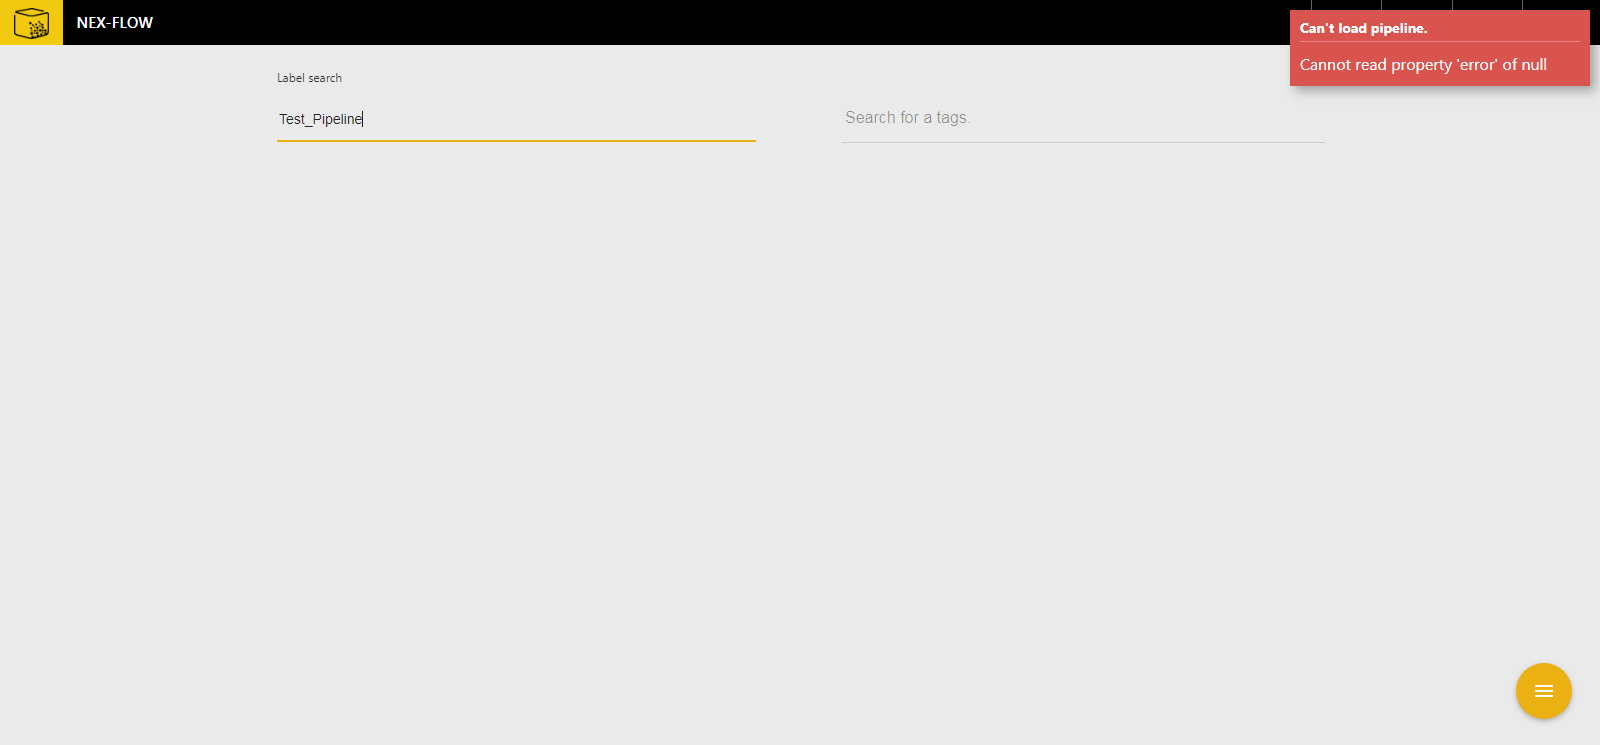 NEX-FLOW
Can't load pipeline.
Cannot read property 'error' of null
Label search
Test_Pipeline
Search for a tags.